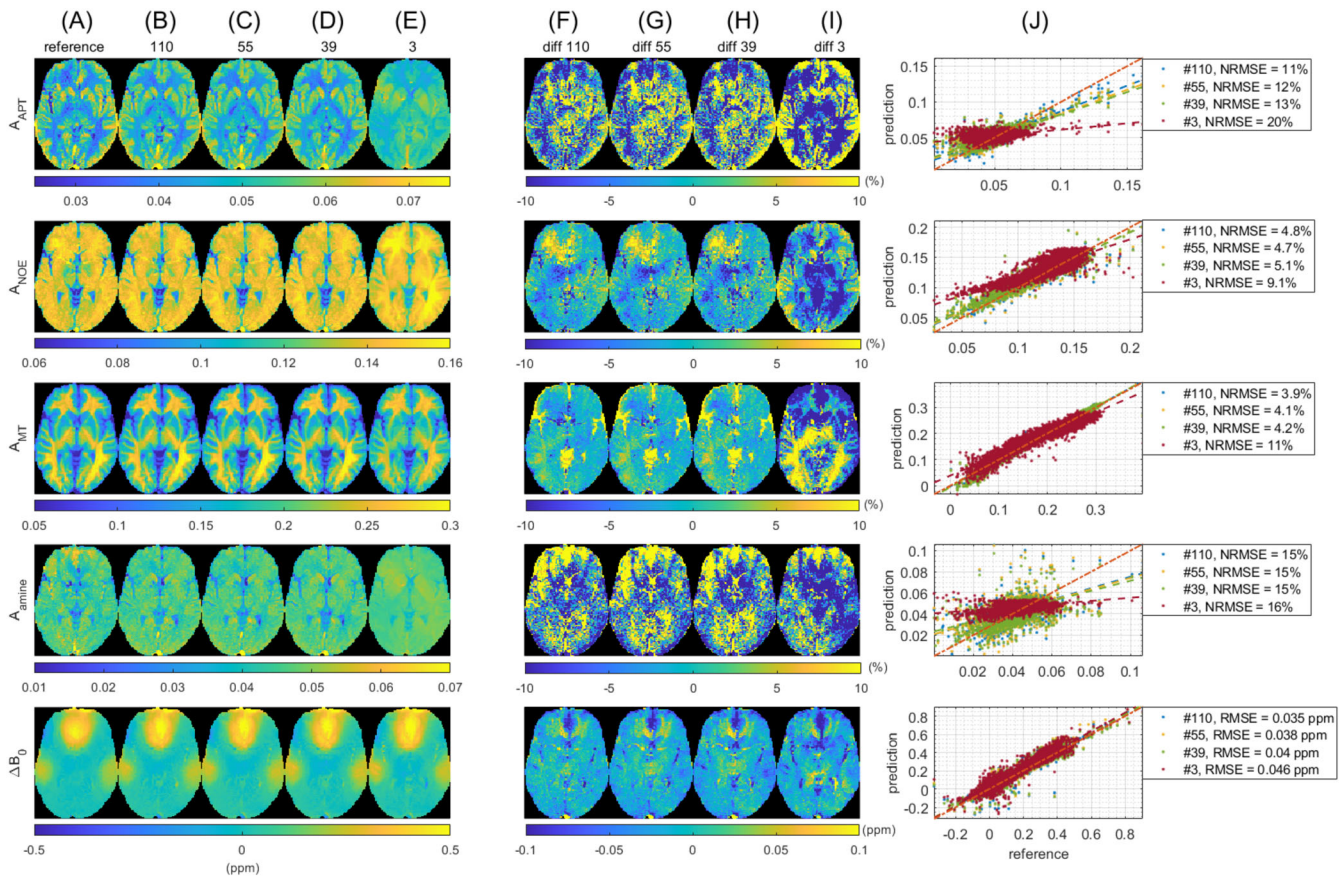 (A) (B) (C) (D) (E) (F) (G) (H) (I) (J)
reference 110 55 39 3 diff 110 diff 55 diff 39 diff 3
A_APT
0.03 0.04 0.05 0.06 0.07
-10 -5 0 5 10 (%)
prediction
0.15
0.1
0.05
0.05 0.1 0.15
#110, NRMSE = 11%
#55, NRMSE = 12%
#39, NRMSE = 13%
#3, NRMSE = 20%
A_NOE
0.06 0.08 0.1 0.12 0.14 0.16
-10 -5 0 5 10 (%)
prediction
0.2
0.15
0.1
0.05
0.05 0.1 0.15 0.2
#110, NRMSE = 4.8%
#55, NRMSE = 4.7%
#39, NRMSE = 5.1%
#3, NRMSE = 9.1%
A_MT
0.05 0.1 0.15 0.2 0.25 0.3
-10 -5 0 5 10 (%)
prediction
0.3
0.2
0.1
0
0 0.1 0.2 0.3
#110, NRMSE = 3.9%
#55, NRMSE = 4.1%
#39, NRMSE = 4.2%
#3, NRMSE = 11%
A_amine
0.01 0.02 0.03 0.04 0.05 0.06 0.07
-10 -5 0 5 10 (%)
prediction
0.1
0.08
0.06
0.04
0.02
0.02 0.04 0.06 0.08 0.1
#110, NRMSE = 15%
#55, NRMSE = 15%
#39, NRMSE = 15%
#3, NRMSE = 16%
ΔB_0
-0.5 0 0.5
(ppm)
-0.1 -0.05 0 0.05 0.1 (ppm)
prediction
0.8
0.6
0.4
0.2
0
-0.2
-0.2 0 0.2 0.4 0.6 0.8
reference
#110, RMSE = 0.035 ppm
#55, RMSE = 0.038 ppm
#39, RMSE = 0.04 ppm
#3, RMSE = 0.046 ppm